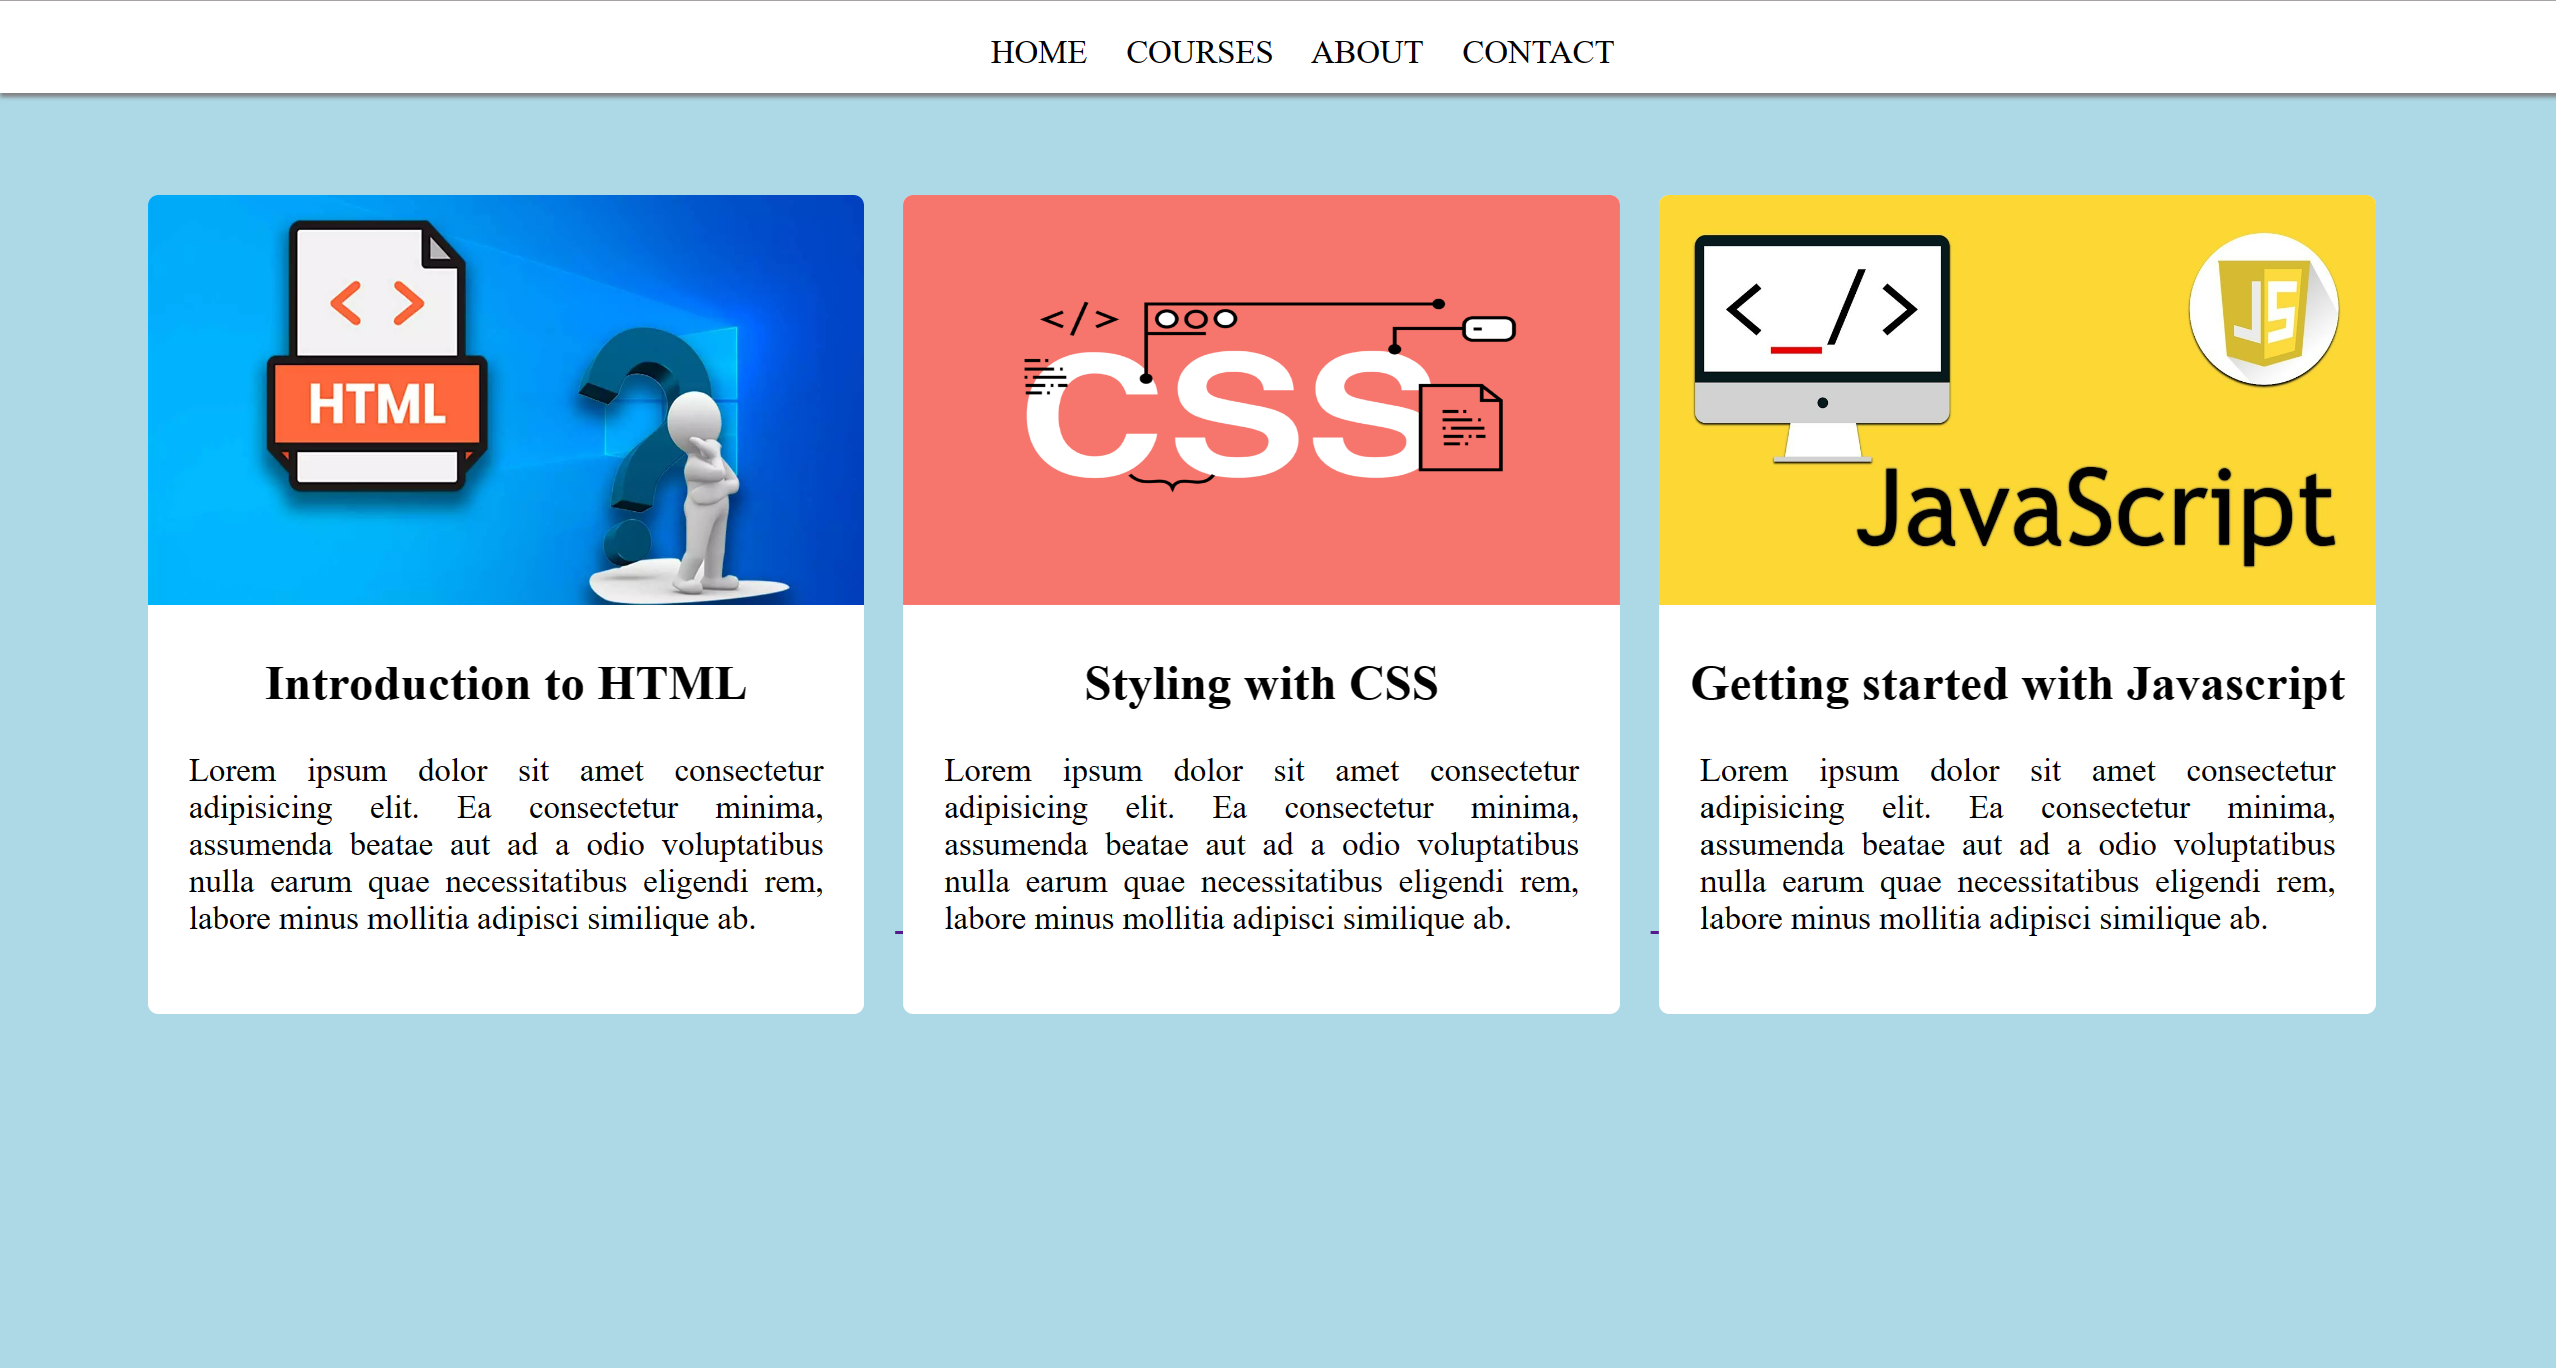 HOME COURSES ABOUT CONTACT
< >
HTML
</>
CSS
<_/>
JS
JavaScript
Introduction to HTML
Lorem ipsum dolor sit amet consectetur
adipisicing elit. Ea consectetur minima,
assumenda beatae aut ad a odio voluptatibus
nulla earum quae necessitatibus eligendi rem,
labore minus mollitia adipisci similique ab.
Styling with CSS
Lorem ipsum dolor sit amet consectetur
adipisicing elit. Ea consectetur minima,
assumenda beatae aut ad a odio voluptatibus
nulla earum quae necessitatibus eligendi rem,
labore minus mollitia adipisci similique ab.
Getting started with Javascript
Lorem ipsum dolor sit amet consectetur
adipisicing elit. Ea consectetur minima,
assumenda beatae aut ad a odio voluptatibus
nulla earum quae necessitatibus eligendi rem,
labore minus mollitia adipisci similique ab.